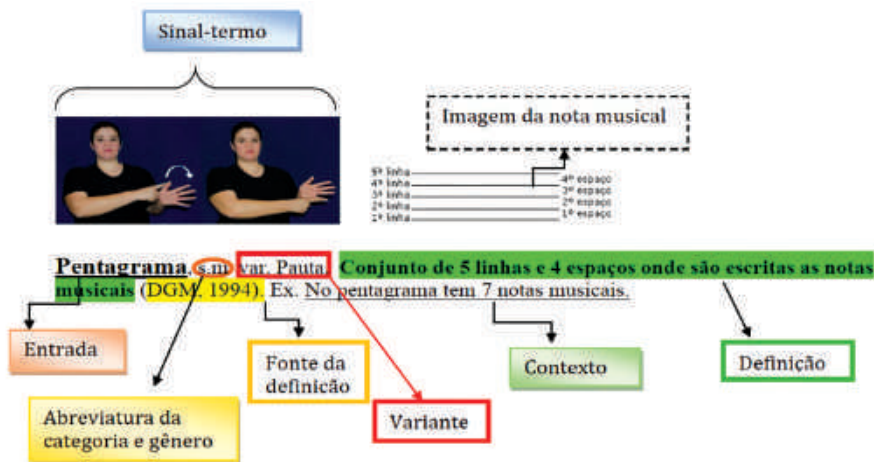 Sinal-termo
Imagem da nota musical
5ª linha
4ª linha
3ª linha
2ª linha
1ª linha
4º espaço
3º espaço
2º espaço
1º espaço
Pentagrama, s.m var. Pauta. Conjunto de 5 linhas e 4 espaços onde são escritas as notas
musicais (DGM, 1994). Ex. No pentagrama tem 7 notas musicais.
Entrada
Fonte da
definição
Contexto
Definição
Abreviatura da
categoria e gênero
Variante